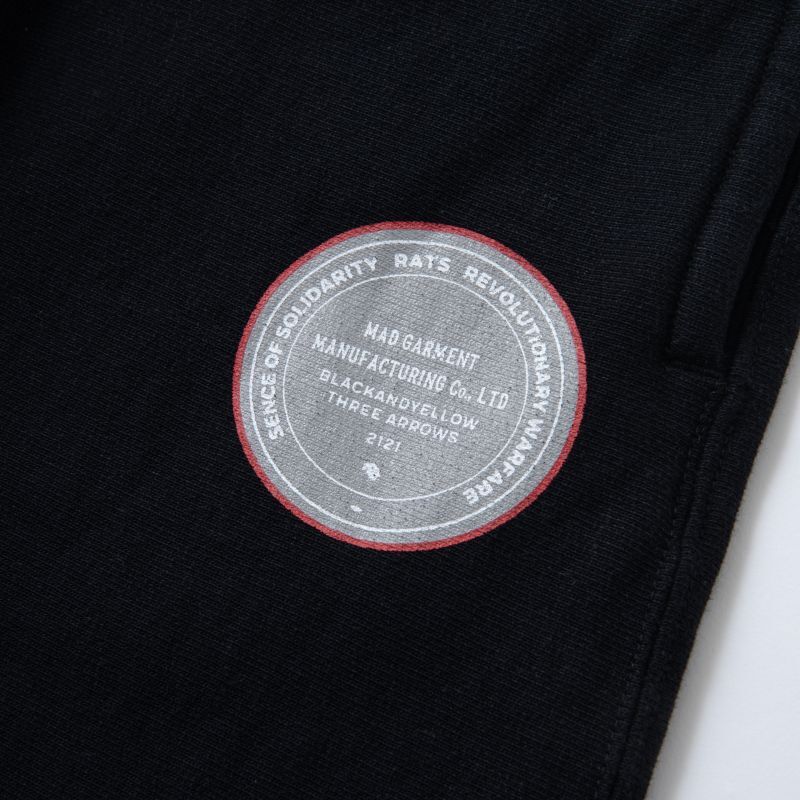 SENCE OF SOLIDARITY RATS REVOLUTIONARY WARFARE
MAD GARMENT
MANUFACTURING Co., LTD
BLACKANDYELLOW
THREE ARROWS
2121